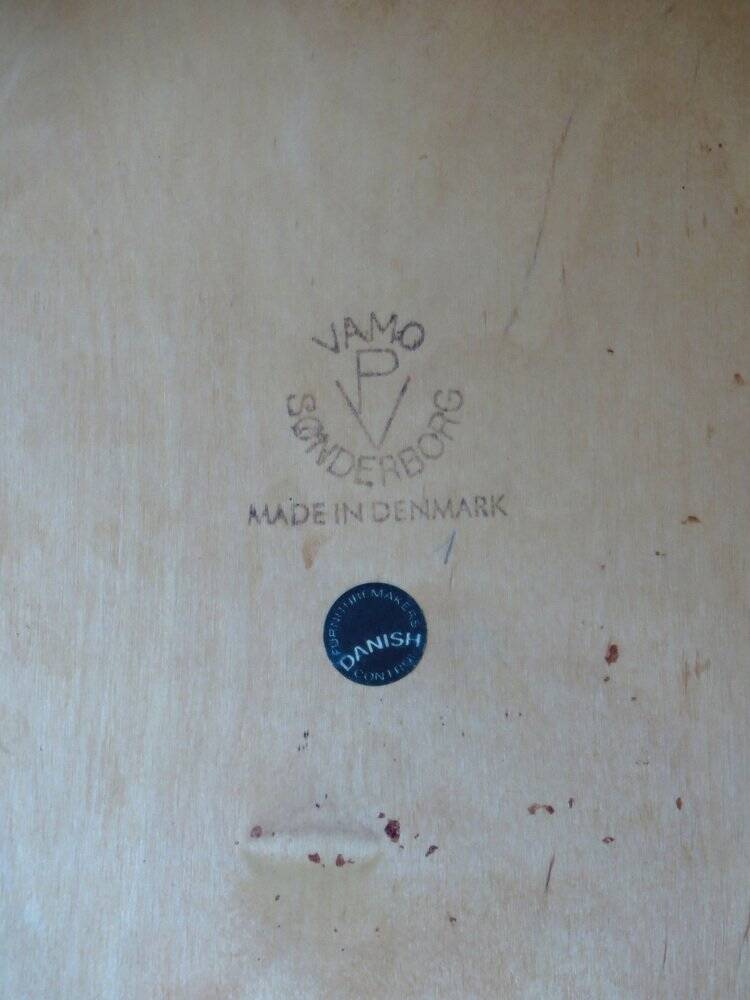 VAMO
P
V
SØNDERBORG
MADE IN DENMARK
1
FURNITUREMAKERS
DANISH
CONTROL